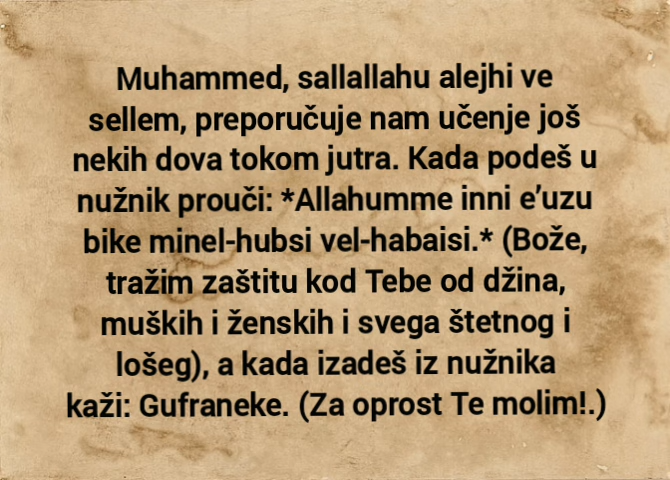 Muhammed, sallallahu alejhi ve
sellem, preporučuje nam učenje još
nekih dova tokom jutra. Kada podeš u
nužnik prouči: *Allahumme inni e’uzu
bike minel-hubsi vel-habaisi.* (Bože,
tražim zaštitu kod Tebe od džina,
muških i ženskih i svega štetnog i
lošeg), a kada izadeš iz nužnika
kaži: Gufraneke. (Za oprost Te molim!.)